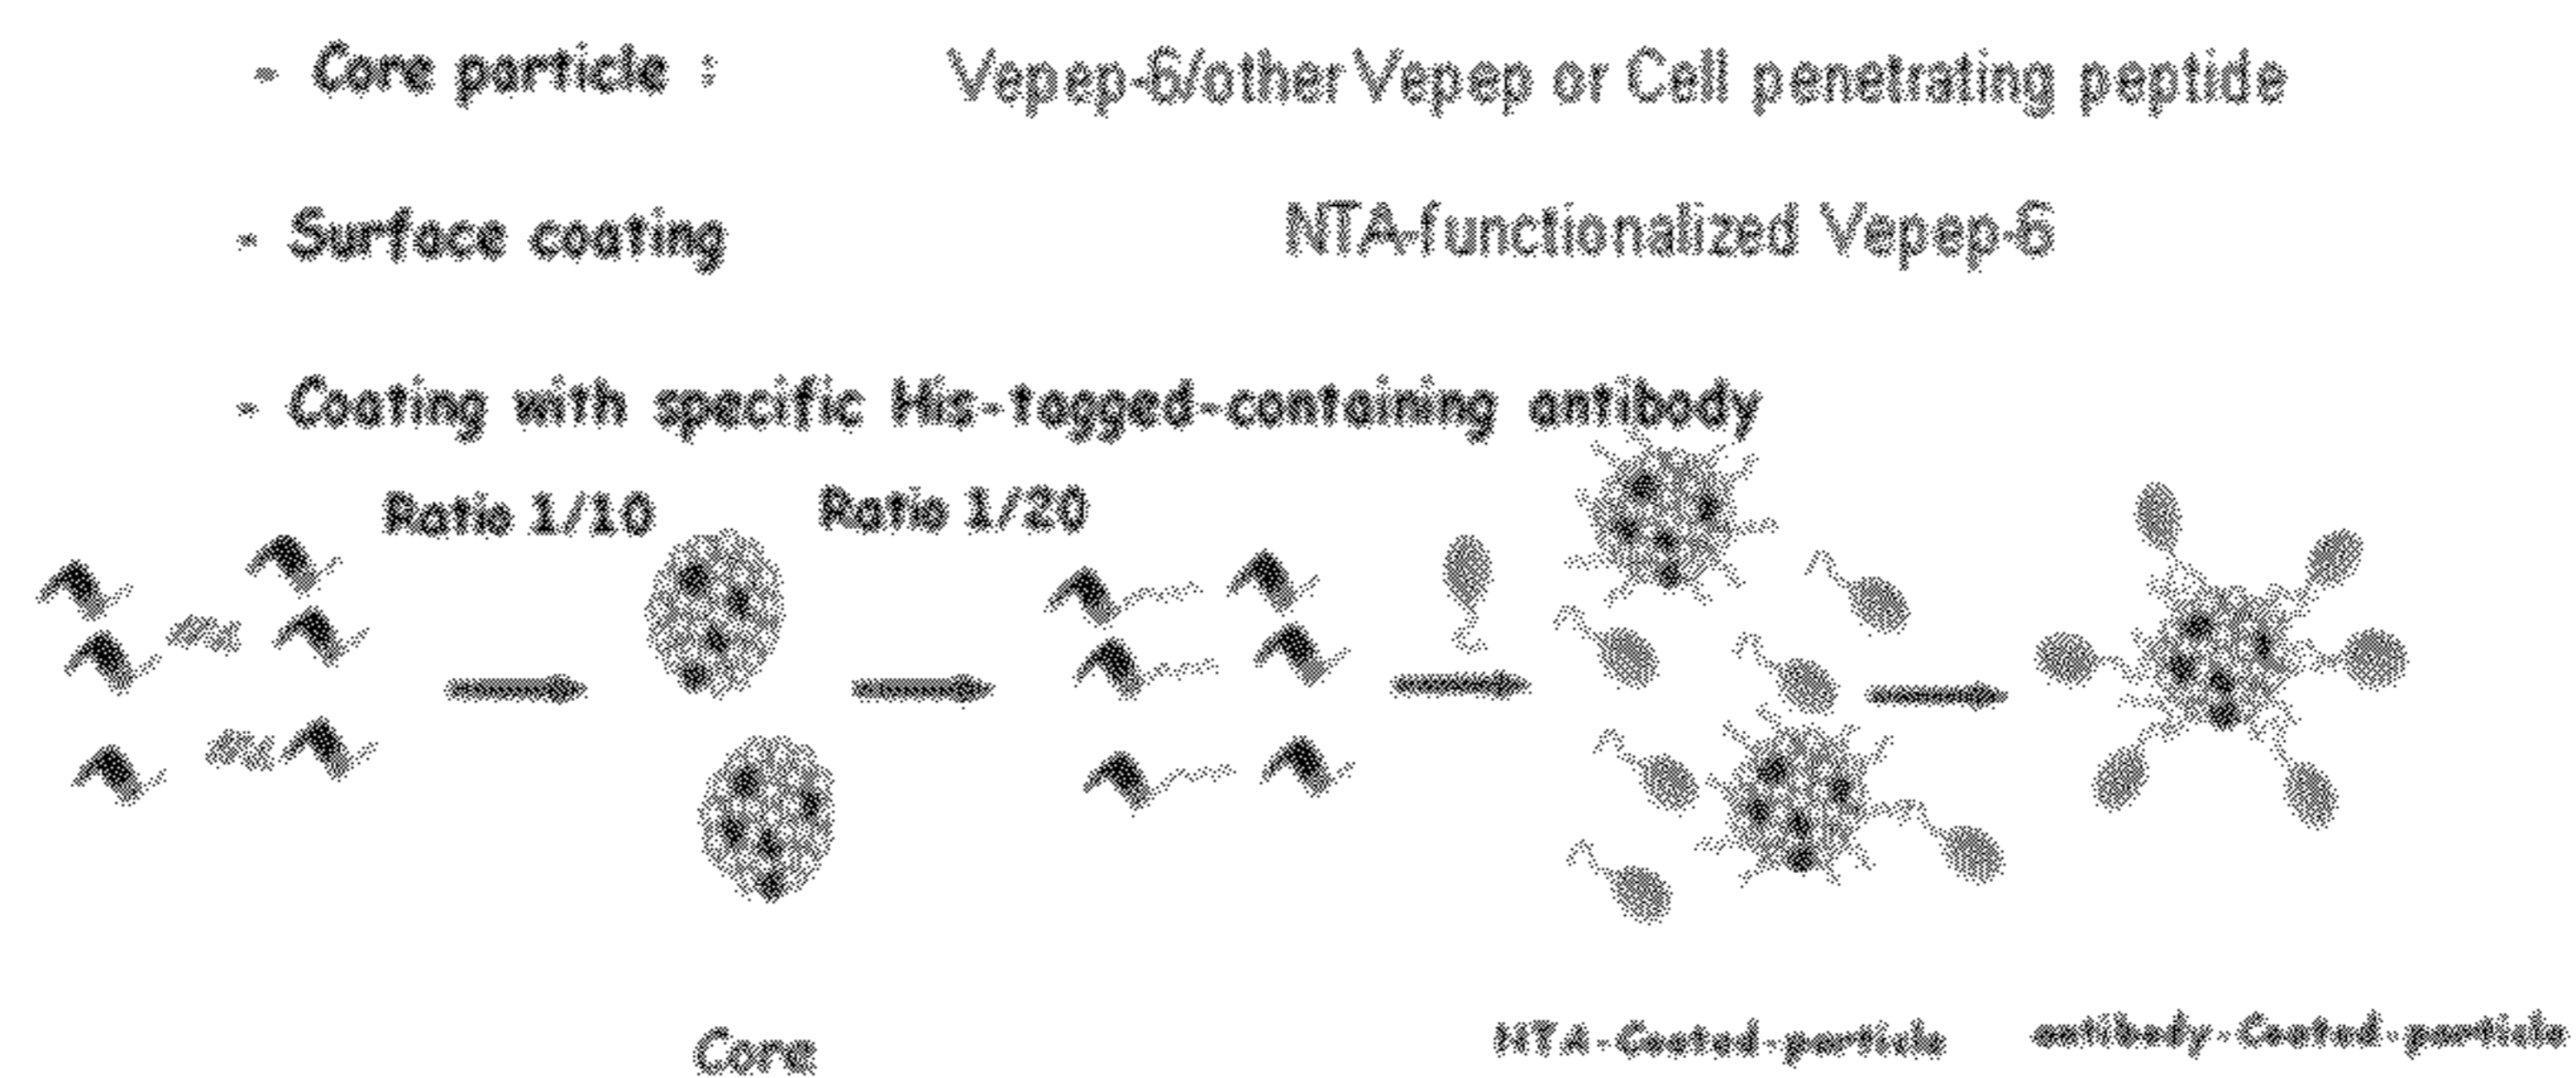 - Core particle : Vepep-6/other Vepep or Cell penetrating peptide
- Surface coating NTA-functionalized Vepep-6
- Coating with specific His-tagged-containing antibody
Ratio 1/10 Ratio 1/20
Core NTA-Coated-particle antibody-Coated-particle